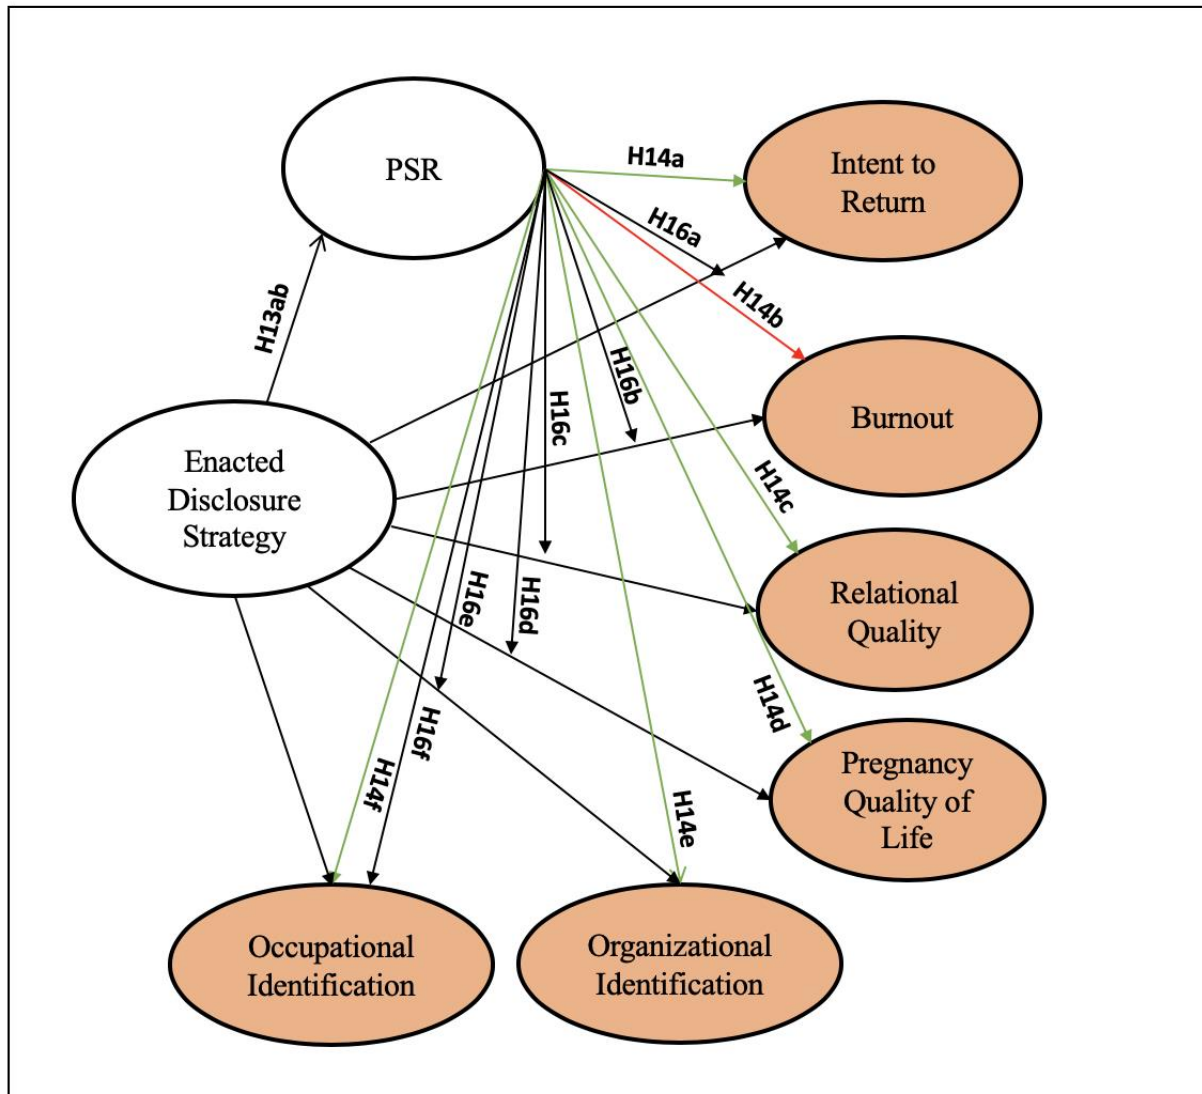 PSR
Intent to
Return
H14a
H16a
H14b
H13ab
H16b
H16c
Burnout
Enacted
Disclosure
Strategy
H14c
Relational
Quality
H16e
H16d
H14d
H16f
H14f
H14e
Pregnancy
Quality of
Life
Occupational
Identification
Organizational
Identification